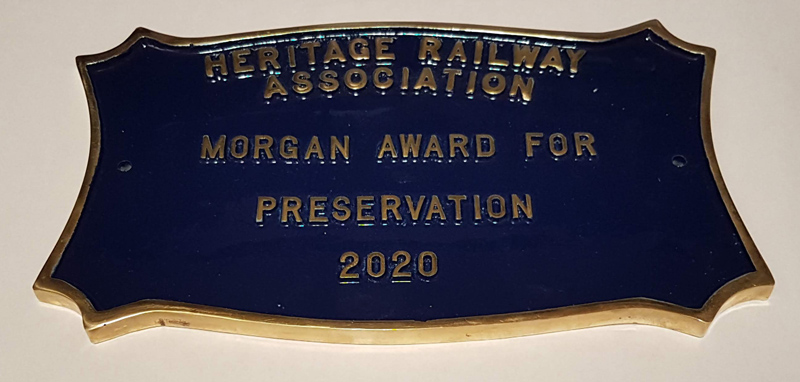 HERITAGE RAILWAY
ASSOCIATION
MORGAN AWARD FOR
PRESERVATION
2020